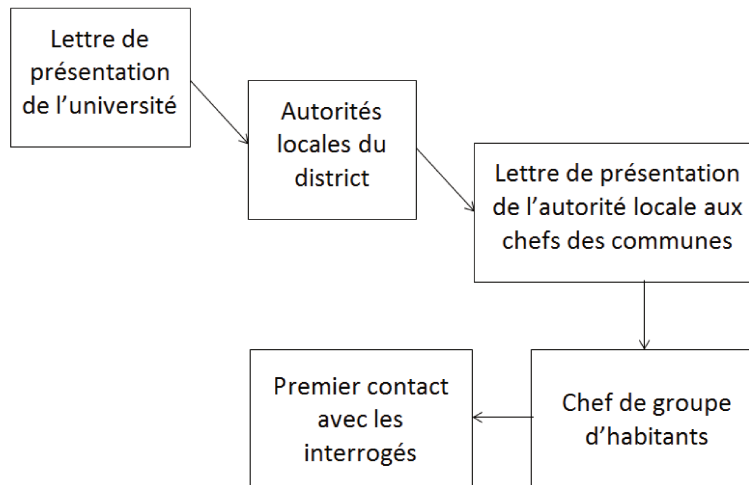 Lettre de
présentation
de l’université
Autorités
locales du
district
Lettre de présentation
de l’autorité locale aux
chefs des communes
Chef de groupe
d’habitants
Premier contact
avec les
interrogés